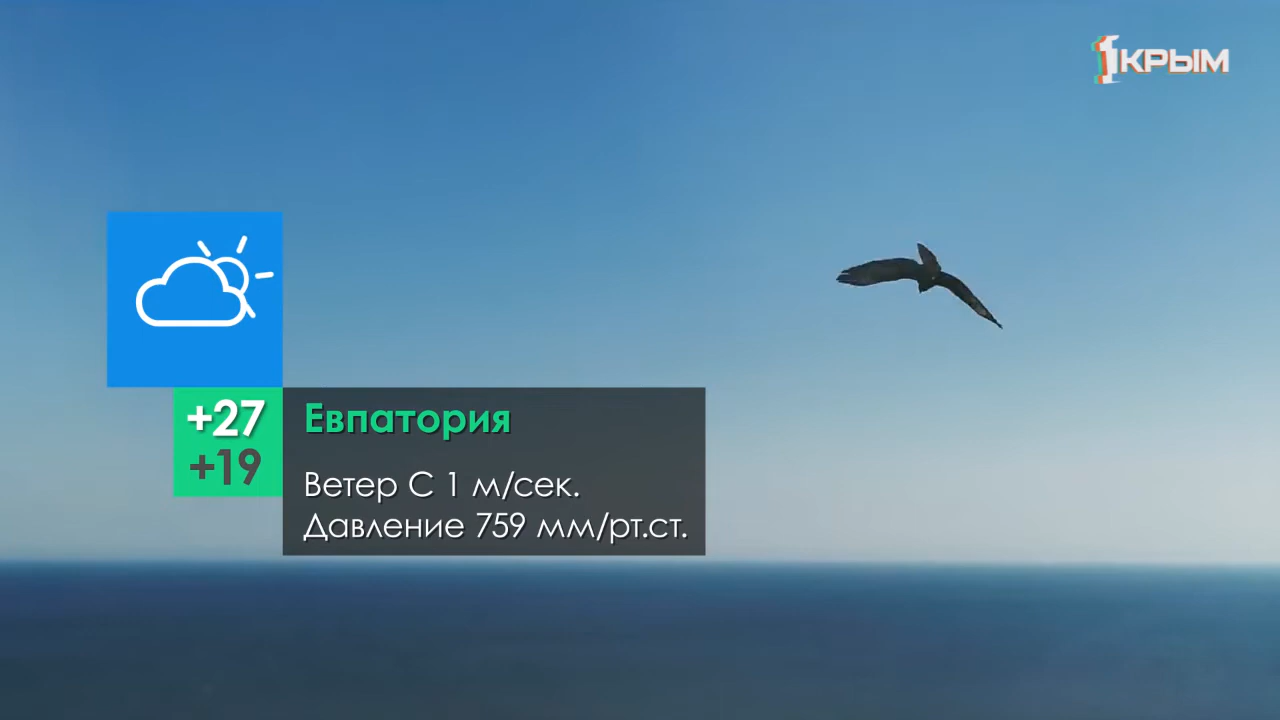 1КРЫМ
+27
+19
Евпатория
Ветер С 1 м/сек.
Давление 759 мм/рт.ст.